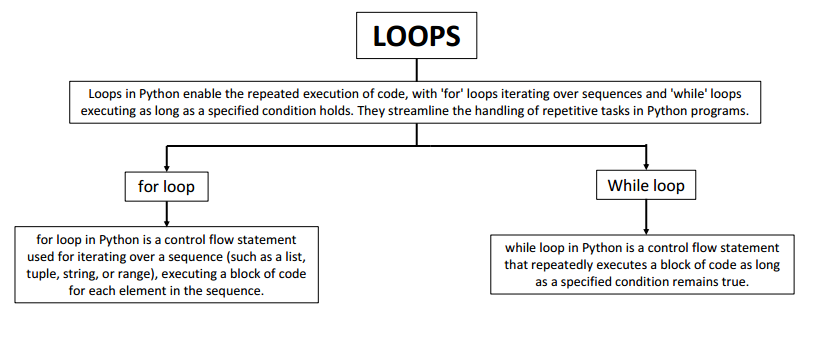 LOOPS
Loops in Python enable the repeated execution of code, with 'for' loops iterating over sequences and 'while' loops
executing as long as a specified condition holds. They streamline the handling of repetitive tasks in Python programs.
for loop
While loop
for loop in Python is a control flow statement
used for iterating over a sequence (such as a list,
tuple, string, or range), executing a block of code
for each element in the sequence.
while loop in Python is a control flow statement
that repeatedly executes a block of code as long
as a specified condition remains true.